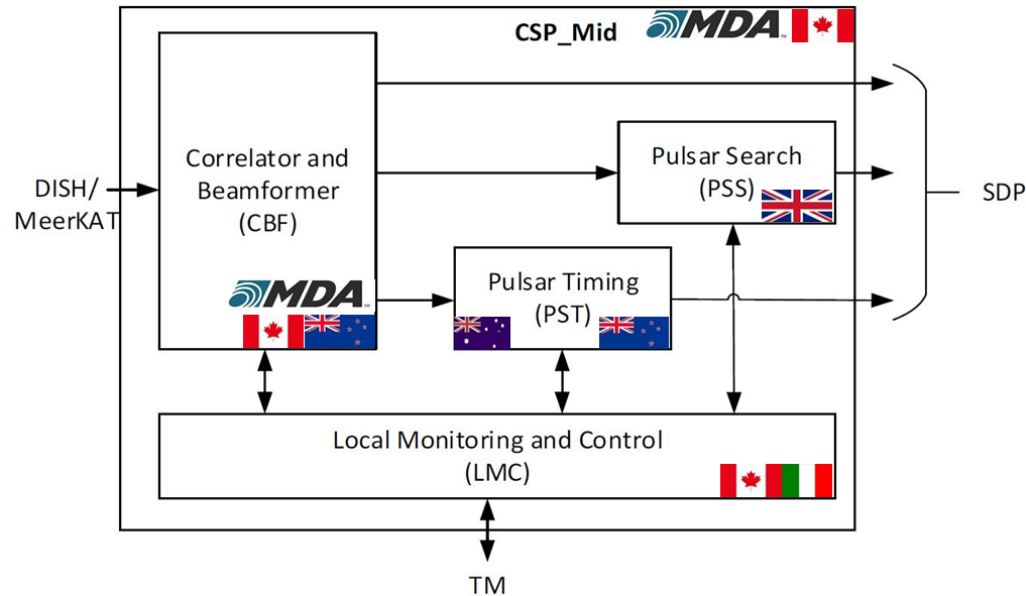 CSP_Mid
MDA
Correlator and
Beamformer
(CBF)
MDA
DISH/
MeerKAT
Pulsar Search
(PSS)
SDP
Pulsar Timing
(PST)
Local Monitoring and Control
(LMC)
TM